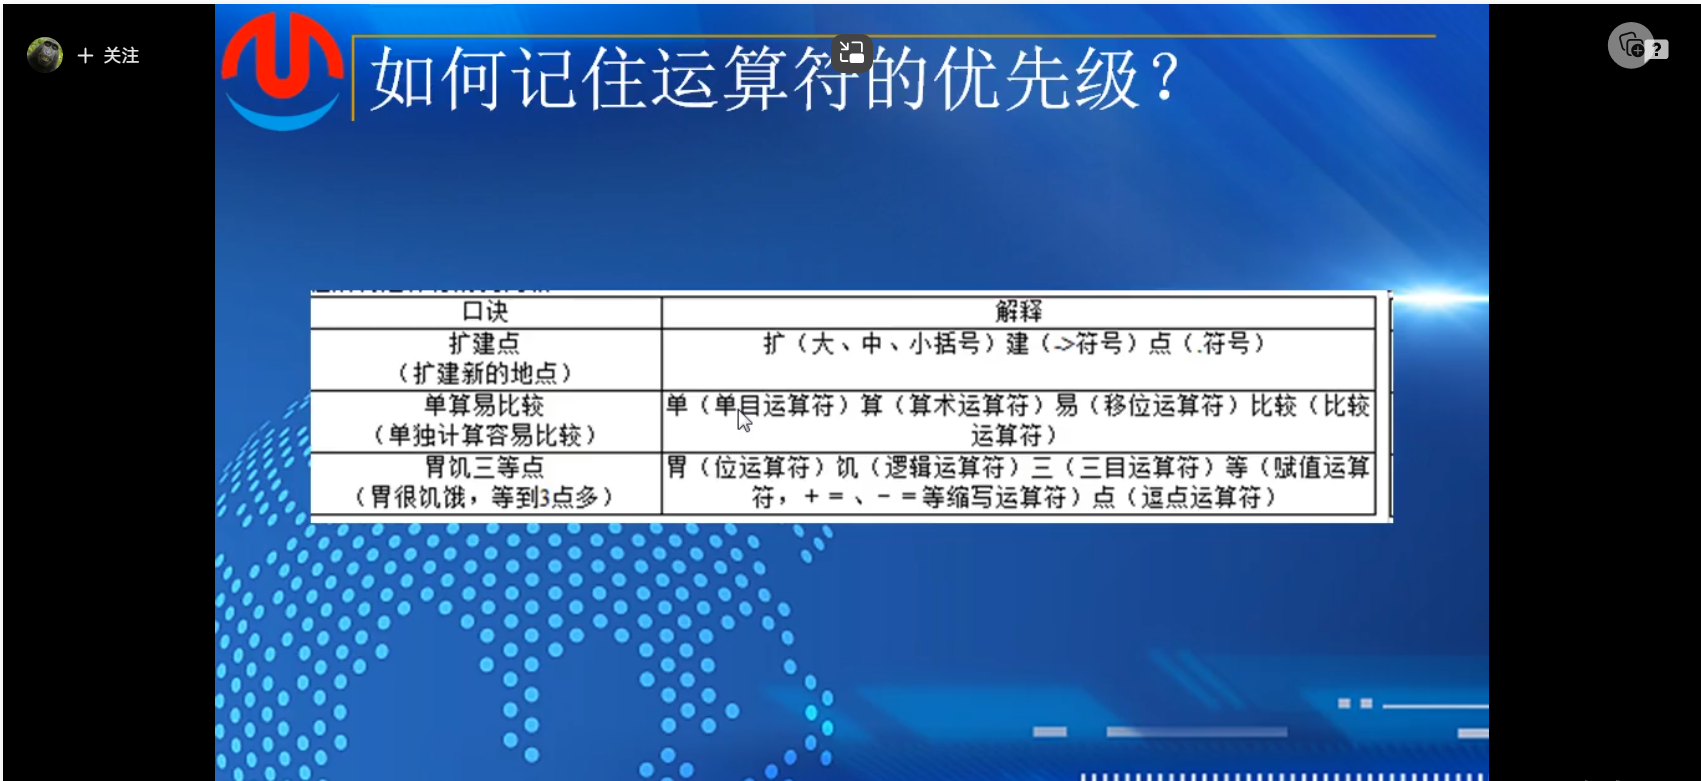 + 关注
如何记住运算符的优先级？
口诀
解释
扩建点
（扩建新的地点）
扩（大、中、小括号）建（->符号）点（.符号）
单算易比较
（单独计算容易比较）
单（单目运算符）算（算术运算符）易（移位运算符）比较（比较
运算符）
胃饥三等点
（胃很饥饿，等到3点多）
胃（位运算符）饥（逻辑运算符）三（三目运算符）等（赋值运算
符，+=、-=等缩写运算符）点（逗点运算符）